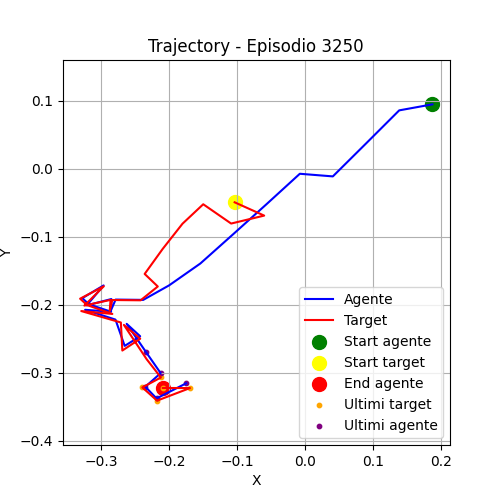 Trajectory - Episodio 3250
Y
0.1
0.0
−0.1
−0.2
−0.3
−0.4
−0.3
−0.2
−0.1
0.0
0.1
0.2
X
Agente
Target
Start agente
Start target
End agente
Ultimi target
Ultimi agente